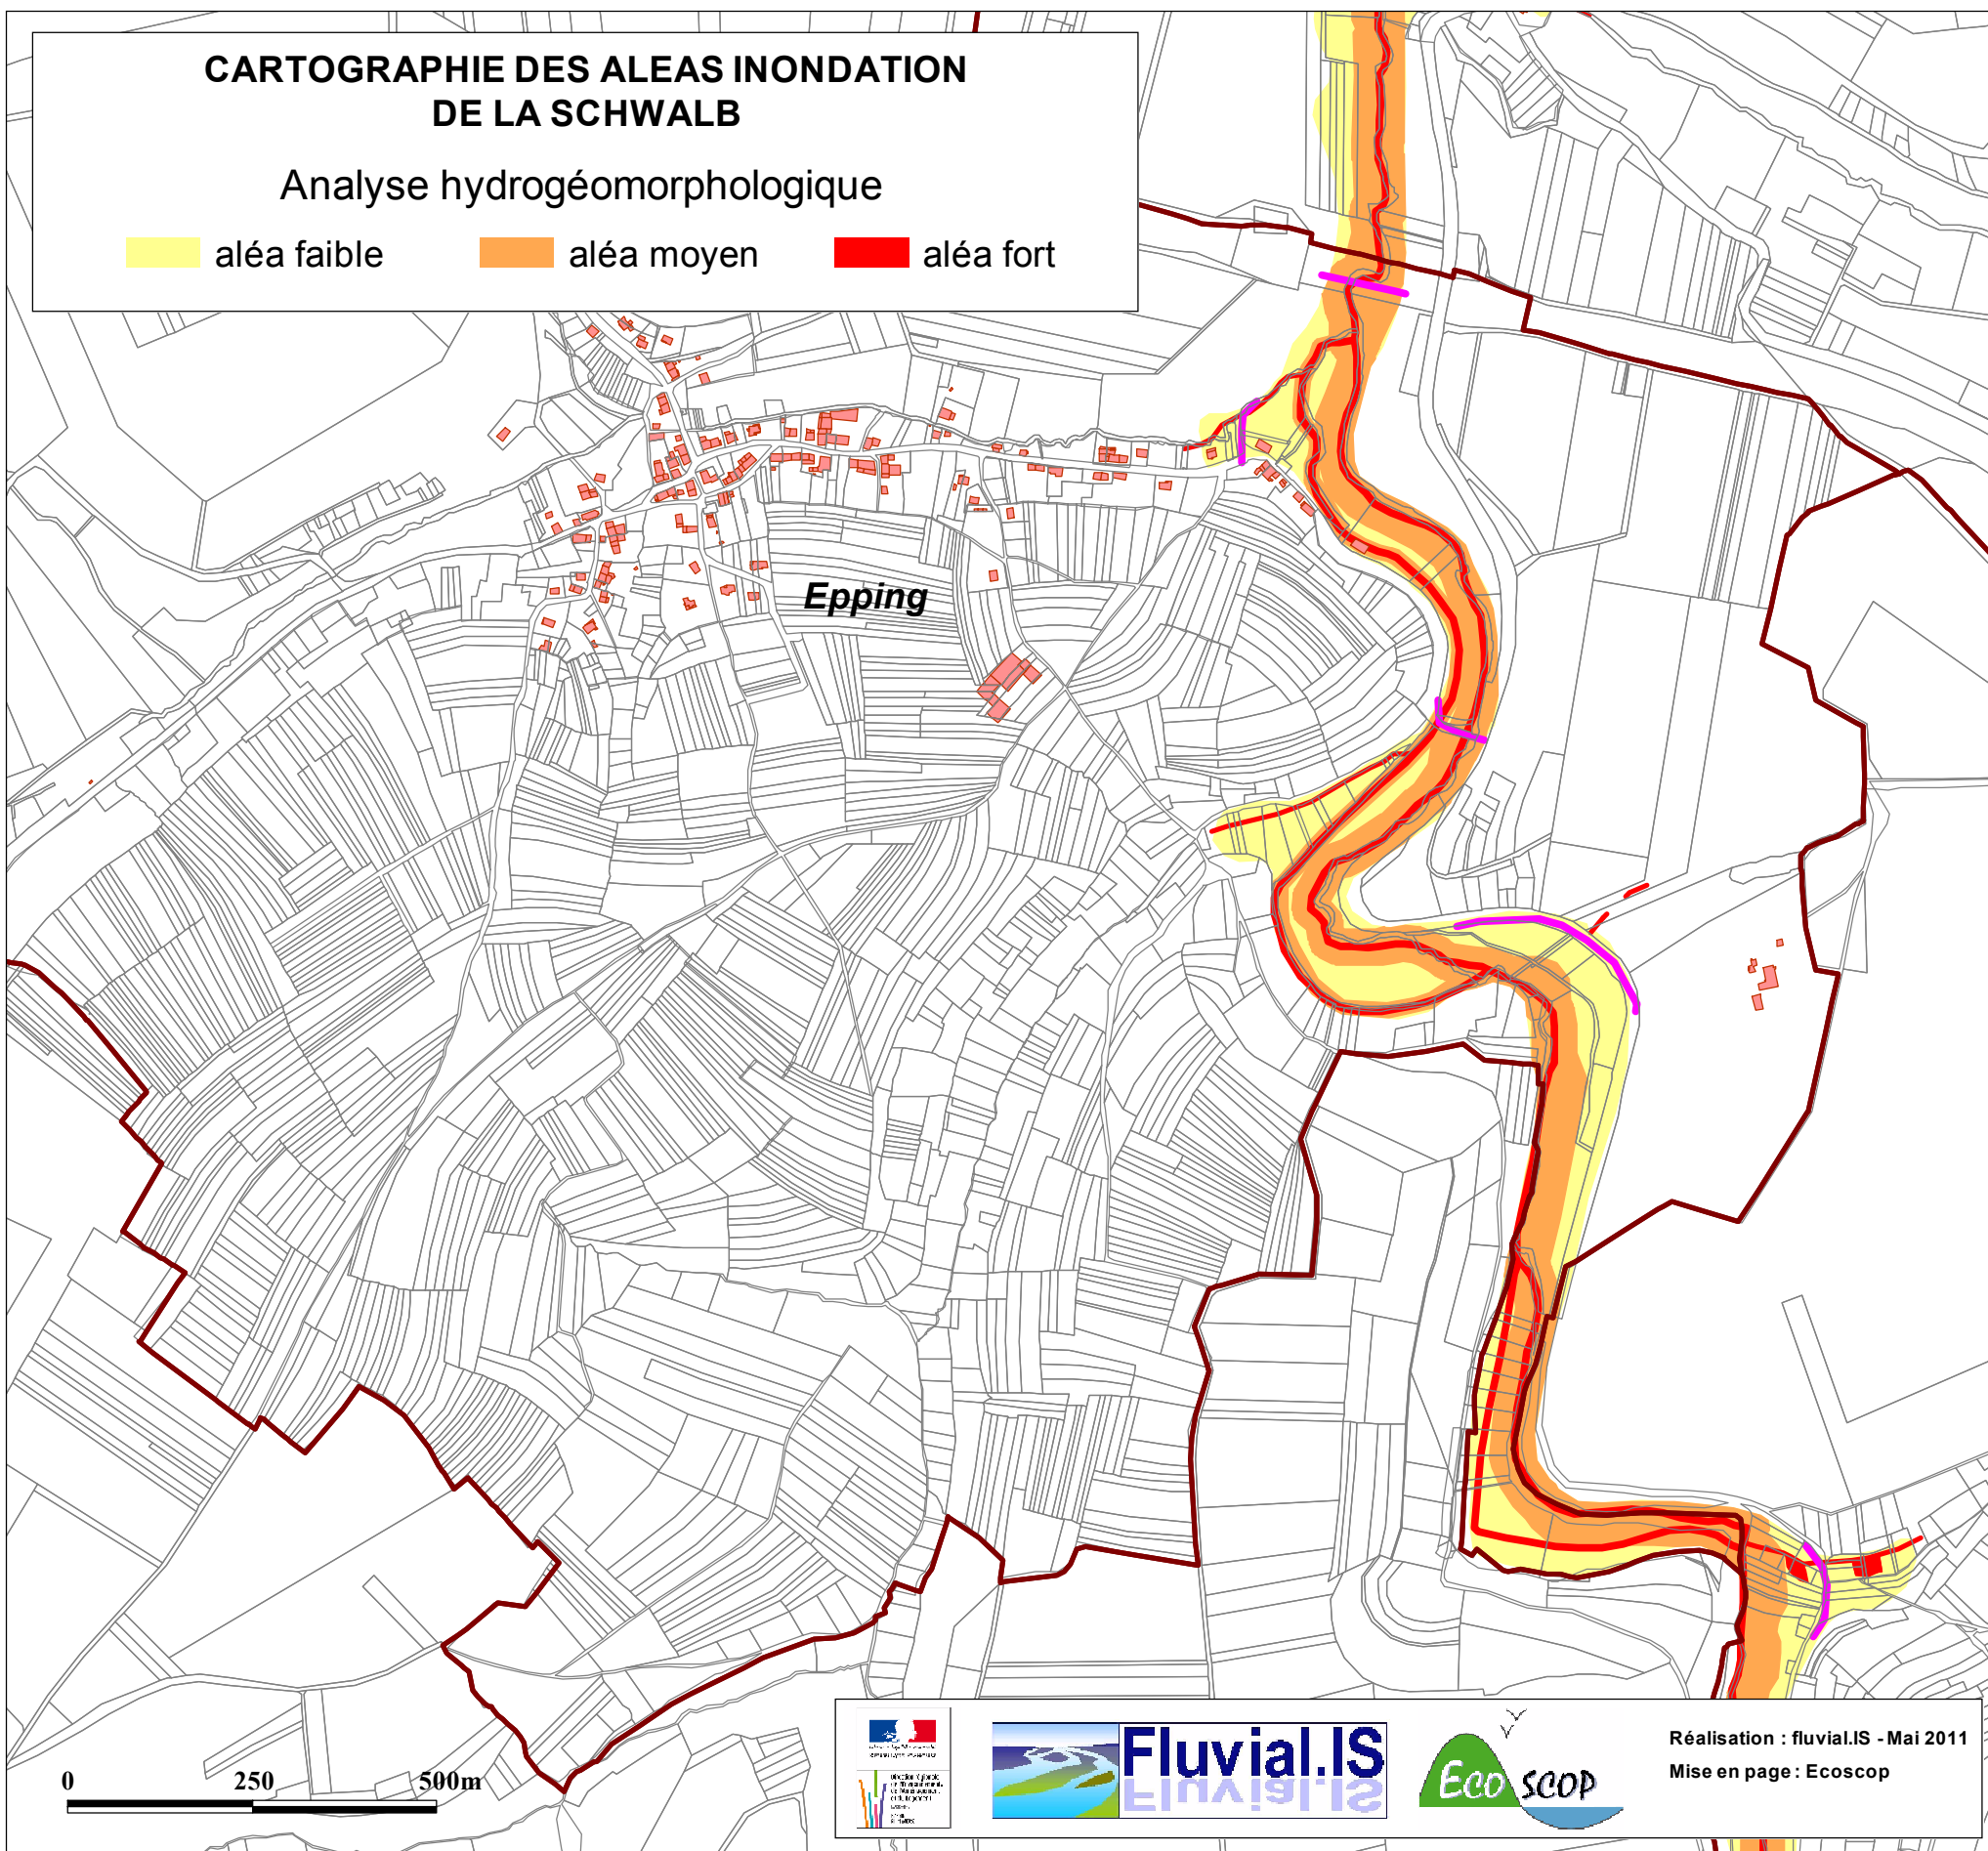 CARTOGRAPHIE DES ALEAS INONDATION
DE LA SCHWALB
Analyse hydrogéomorphologique
aléa faible aléa moyen aléa fort
Epping
0 250 500m
Fluvial.IS
ECO SCOP
Réalisation : fluvial.IS - Mai 2011
Mise en page : Ecoscop